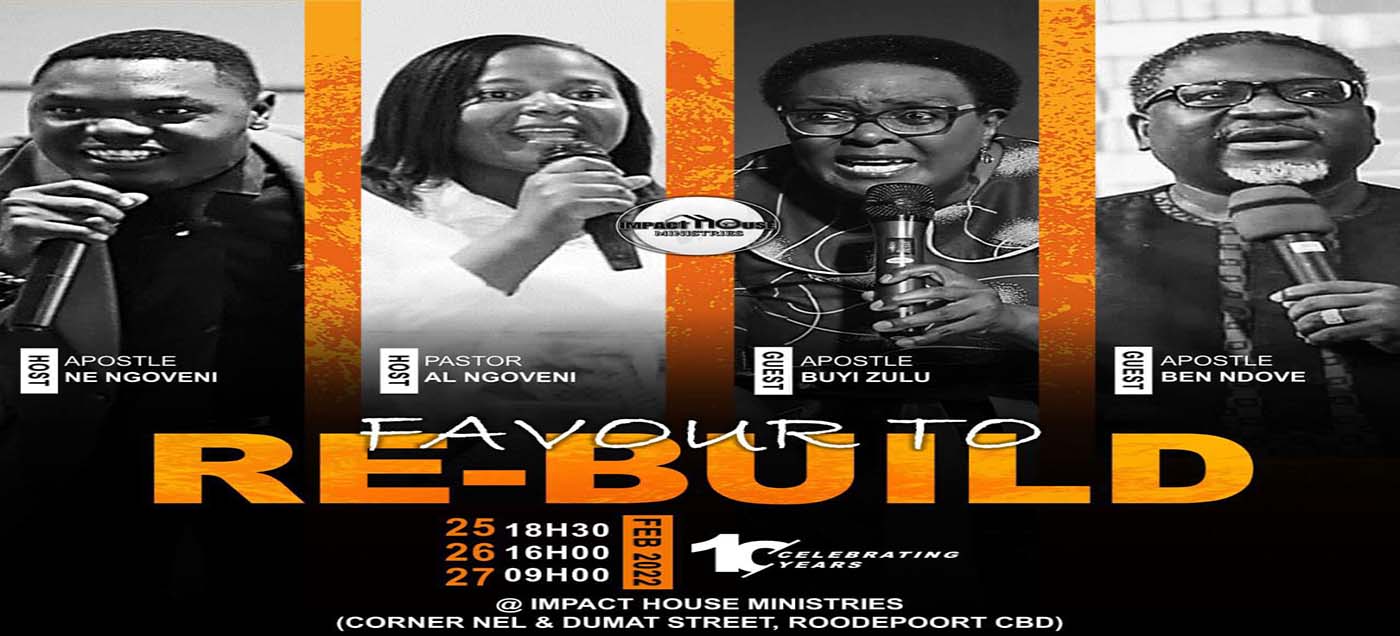 IMPACT HOUSE
MINISTRIES
HOST
APOSTLE
NE NGOVENI
HOST
PASTOR
AL NGOVENI
GUEST
APOSTLE
BUYI ZULU
GUEST
APOSTLE
BEN NDOVE
FAVOUR TO
RE-BUILD
25 18H30
26 16H00
27 09H00
FEB 2022
10 CELEBRATING
YEARS
@ IMPACT HOUSE MINISTRIES
(CORNER NEL & DUMAT STREET, ROODEPOORT CBD)